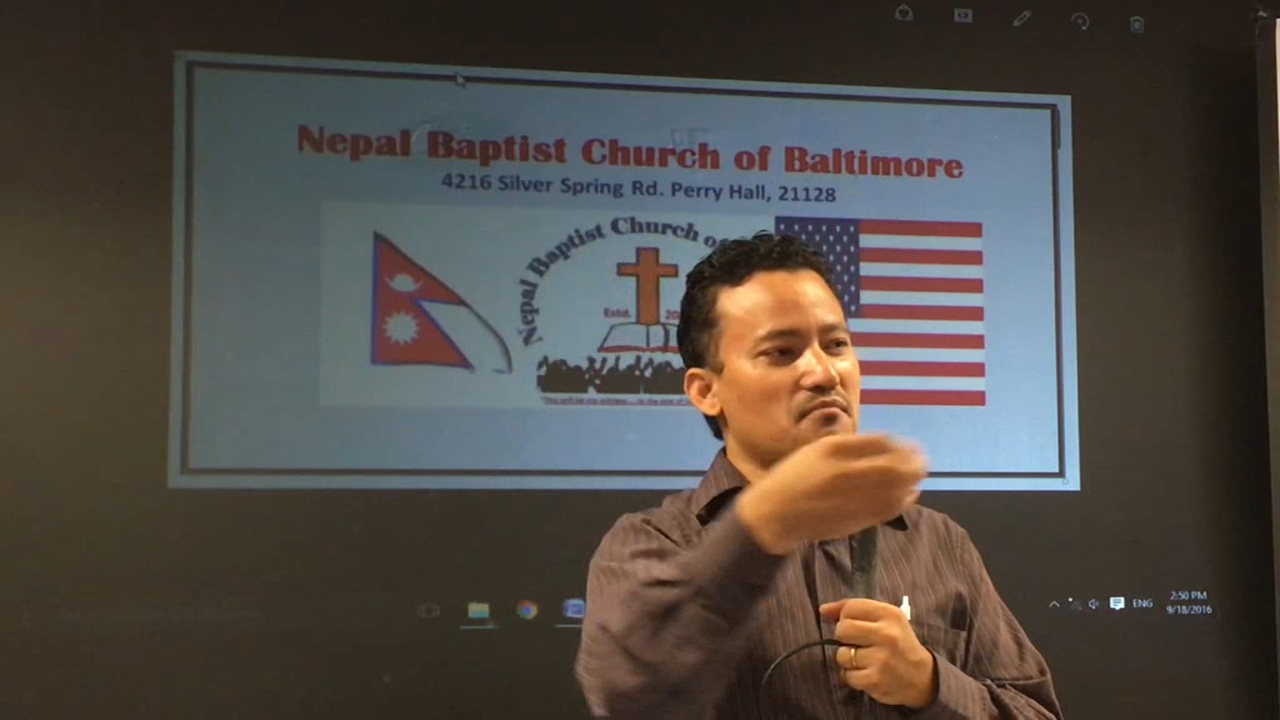 Nepal Baptist Church of Baltimore
4216 Silver Spring Rd. Perry Hall, 21128
Nepal Baptist Church
Estd.
ENG
2:50 PM
9/18/2016